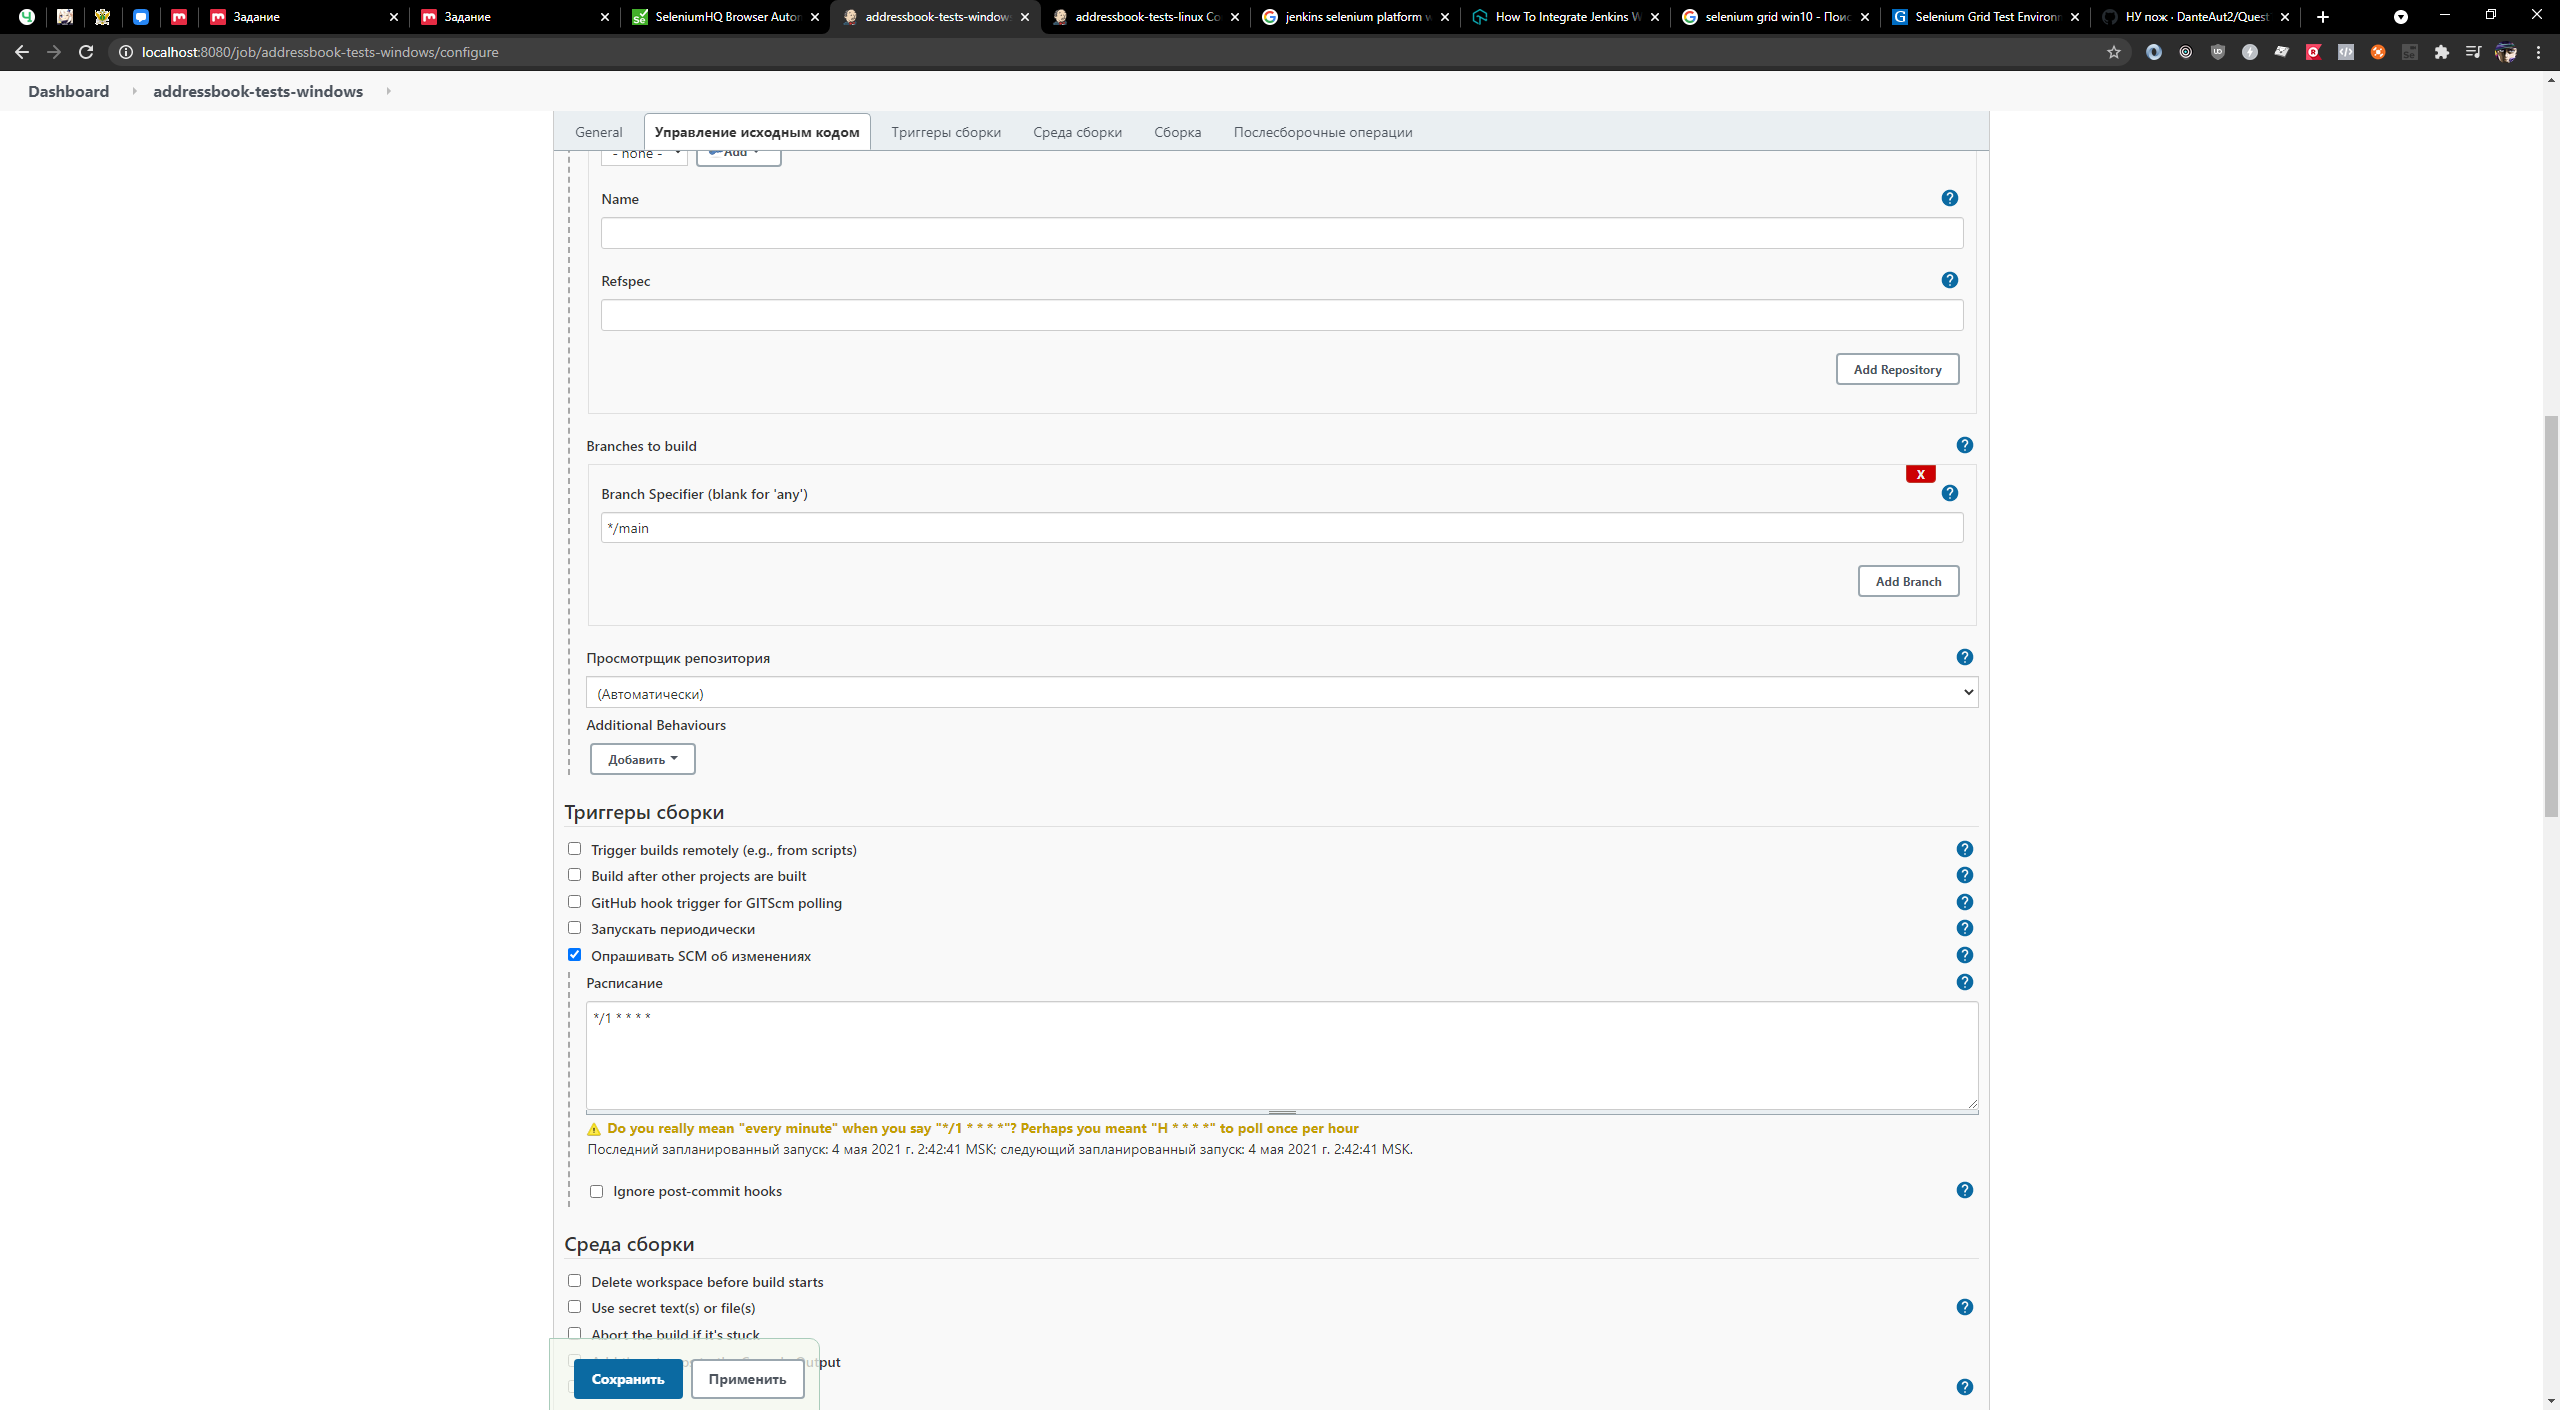 Задание
Задание
SeleniumHQ Browser Autor
addressbook-tests-windows
addressbook-tests-linux Co
jenkins selenium platform w
How To Integrate Jenkins W
selenium grid win10 - Поис
Selenium Grid Test Environm
НУ пож · DanteAut2/Quest
localhost:8080/job/addressbook-tests-windows/configure
Dashboard
addressbook-tests-windows
General
Управление исходным кодом
Триггеры сборки
Среда сборки
Сборка
Послесборочные операции
- none -
Add
Name
Refspec
Add Repository
Branches to build
X
Branch Specifier (blank for 'any')
*/main
Add Branch
Просмотрщик репозитория
(Автоматически)
Additional Behaviours
Добавить
Триггеры сборки
Trigger builds remotely (e.g., from scripts)
Build after other projects are built
GitHub hook trigger for GITScm polling
Запускать периодически
Опрашивать SCM об изменениях
Расписание
*/1 * * * *
Do you really mean "every minute" when you say "*/1 * * * *"? Perhaps you meant "H * * * *" to poll once per hour
Последний запланированный запуск: 4 мая 2021 г. 2:42:41 MSK; следующий запланированный запуск: 4 мая 2021 г. 2:42:41 MSK.
Ignore post-commit hooks
Среда сборки
Delete workspace before build starts
Use secret text(s) or file(s)
Abort the build if it's stuck
Output
Сохранить
Применить